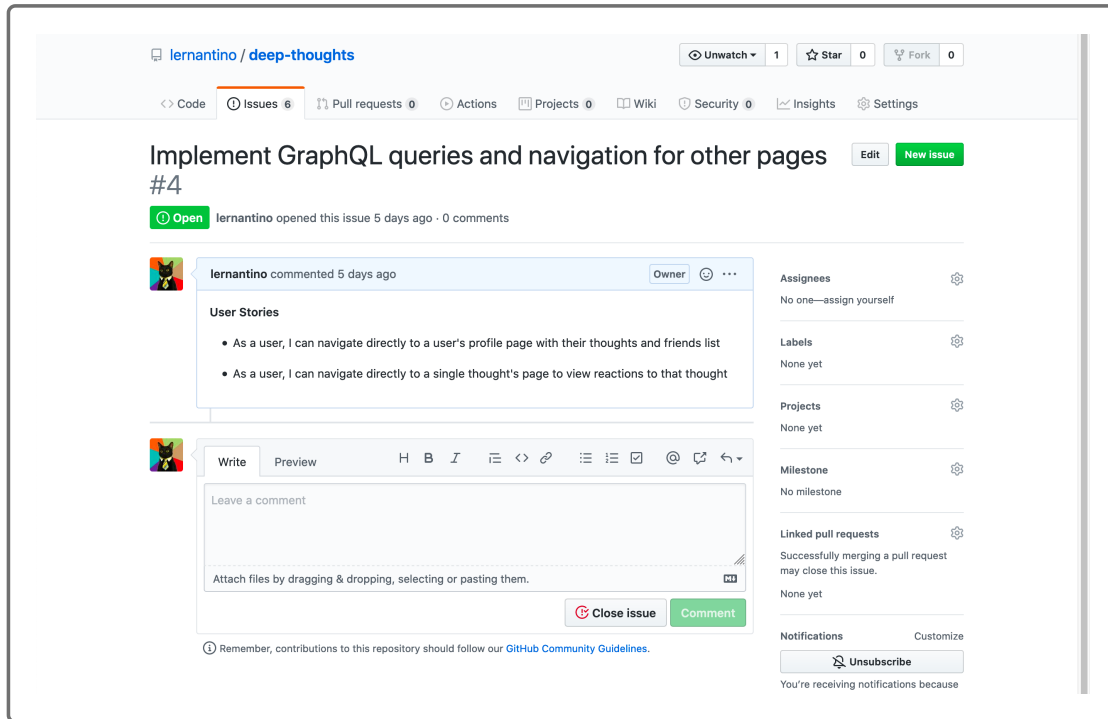 lernantino / deep-thoughts
Unwatch 1 Star 0 Fork 0
Code Issues 6 Pull requests 0 Actions Projects 0 Wiki Security 0 Insights Settings
Implement GraphQL queries and navigation for other pages
#4
Edit New issue
Open lernantino opened this issue 5 days ago · 0 comments
lernantino commented 5 days ago Owner
User Stories
• As a user, I can navigate directly to a user's profile page with their thoughts and friends list
• As a user, I can navigate directly to a single thought's page to view reactions to that thought
Write Preview H B I @
Leave a comment
Attach files by dragging & dropping, selecting or pasting them.
Close issue Comment
Remember, contributions to this repository should follow our GitHub Community Guidelines.
Assignees
No one—assign yourself
Labels
None yet
Projects
None yet
Milestone
No milestone
Linked pull requests
Successfully merging a pull request
may close this issue.
None yet
Notifications Customize
Unsubscribe
You're receiving notifications because